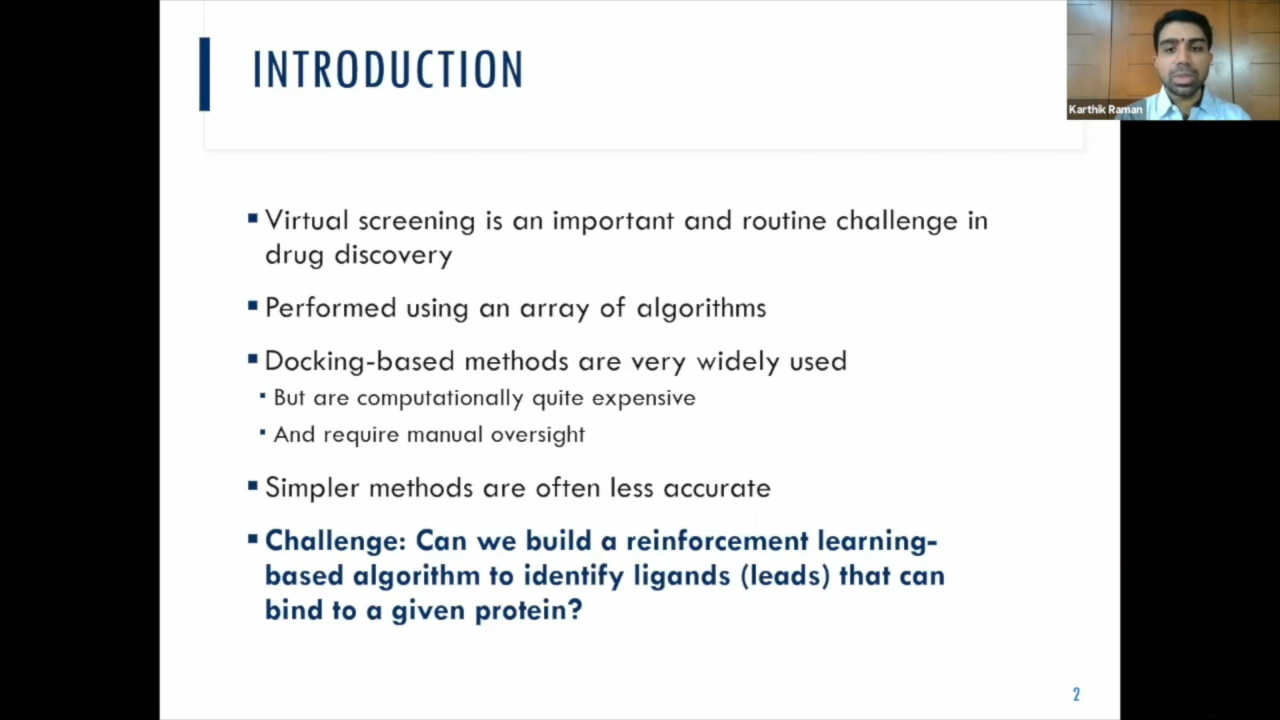 INTRODUCTION
Karthik Raman
▪ Virtual screening is an important and routine challenge in
drug discovery
▪ Performed using an array of algorithms
▪ Docking-based methods are very widely used
▪ But are computationally quite expensive
▪ And require manual oversight
▪ Simpler methods are often less accurate
▪ Challenge: Can we build a reinforcement learning-
based algorithm to identify ligands (leads) that can
bind to a given protein?
2